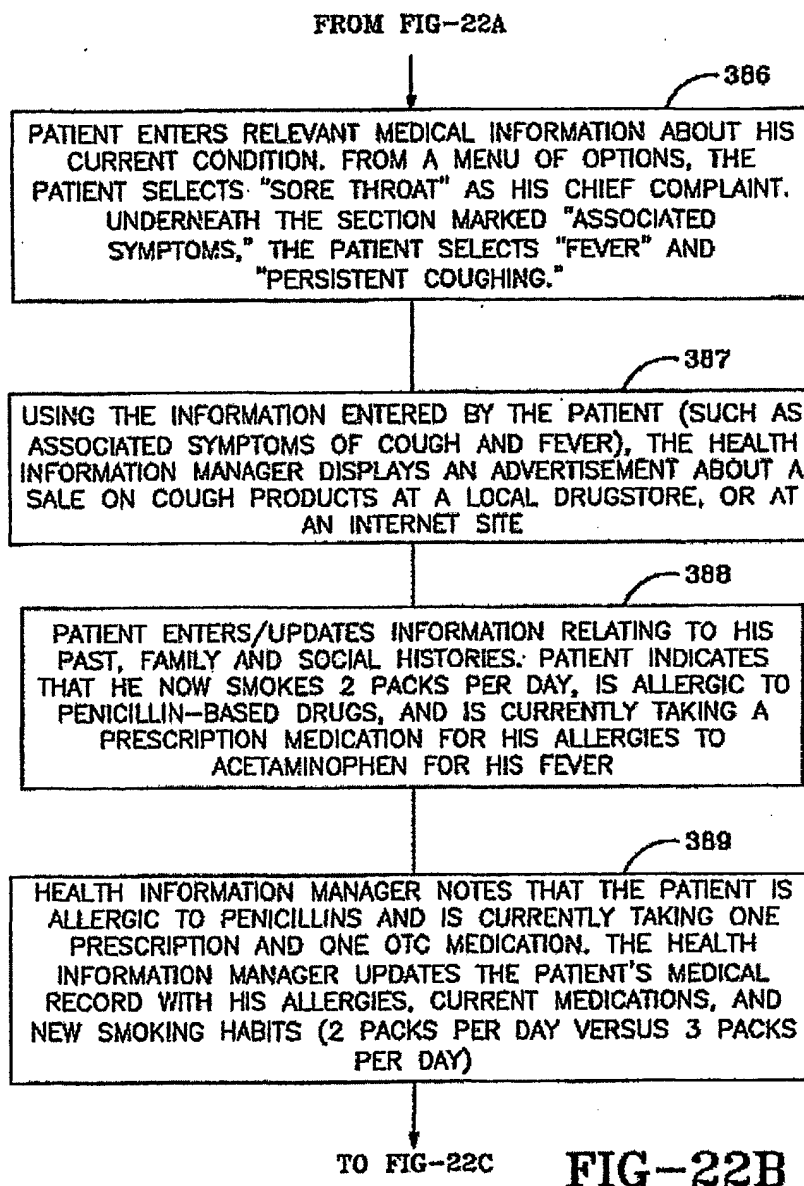 FROM FIG-22A
386
PATIENT ENTERS RELEVANT MEDICAL INFORMATION ABOUT HIS
CURRENT CONDITION. FROM A MENU OF OPTIONS, THE
PATIENT SELECTS "SORE THROAT" AS HIS CHIEF COMPLAINT.
UNDERNEATH THE SECTION MARKED "ASSOCIATED
SYMPTOMS," THE PATIENT SELECTS "FEVER" AND
"PERSISTENT COUGHING."
387
USING THE INFORMATION ENTERED BY THE PATIENT (SUCH AS
ASSOCIATED SYMPTOMS OF COUGH AND FEVER), THE HEALTH
INFORMATION MANAGER DISPLAYS AN ADVERTISEMENT ABOUT A
SALE ON COUGH PRODUCTS AT A LOCAL DRUGSTORE, OR AT
AN INTERNET SITE
388
PATIENT ENTERS/UPDATES INFORMATION RELATING TO HIS
PAST, FAMILY AND SOCIAL HISTORIES. PATIENT INDICATES
THAT HE NOW SMOKES 2 PACKS PER DAY, IS ALLERGIC TO
PENICILLIN-BASED DRUGS, AND IS CURRENTLY TAKING A
PRESCRIPTION MEDICATION FOR HIS ALLERGIES TO
ACETAMINOPHEN FOR HIS FEVER
389
HEALTH INFORMATION MANAGER NOTES THAT THE PATIENT IS
ALLERGIC TO PENICILLINS AND IS CURRENTLY TAKING ONE
PRESCRIPTION AND ONE OTC MEDICATION. THE HEALTH
INFORMATION MANAGER UPDATES THE PATIENT'S MEDICAL
RECORD WITH HIS ALLERGIES, CURRENT MEDICATIONS, AND
NEW SMOKING HABITS (2 PACKS PER DAY VERSUS 3 PACKS
PER DAY)
TO FIG-22C
FIG-22B